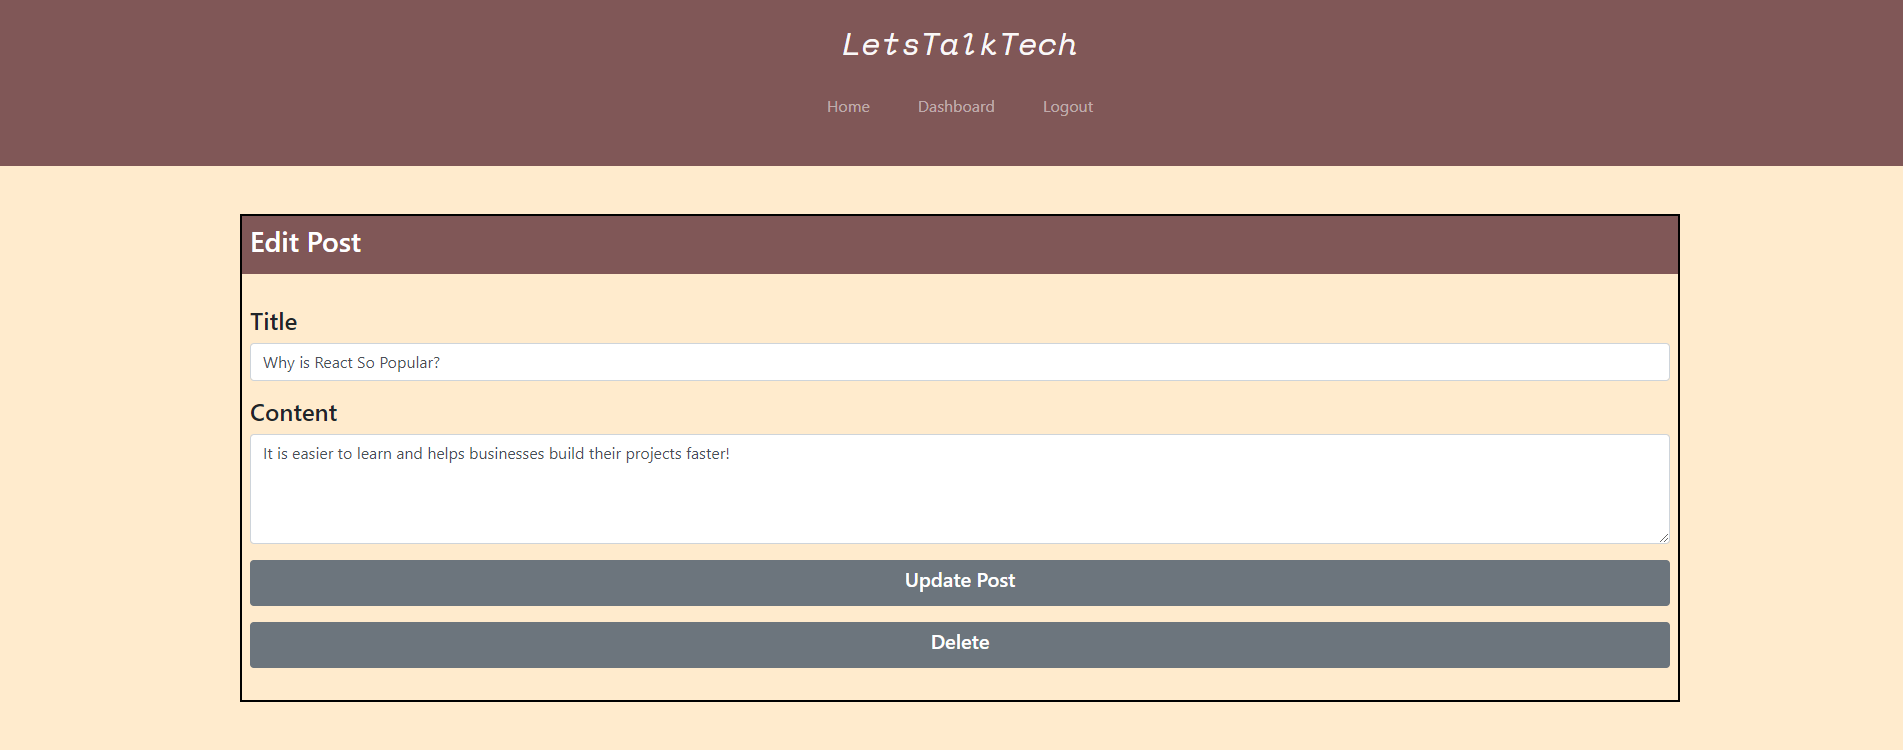 LetsTalkTech
Home Dashboard Logout
Edit Post
Title
Why is React So Popular?
Content
It is easier to learn and helps businesses build their projects faster!
Update Post
Delete